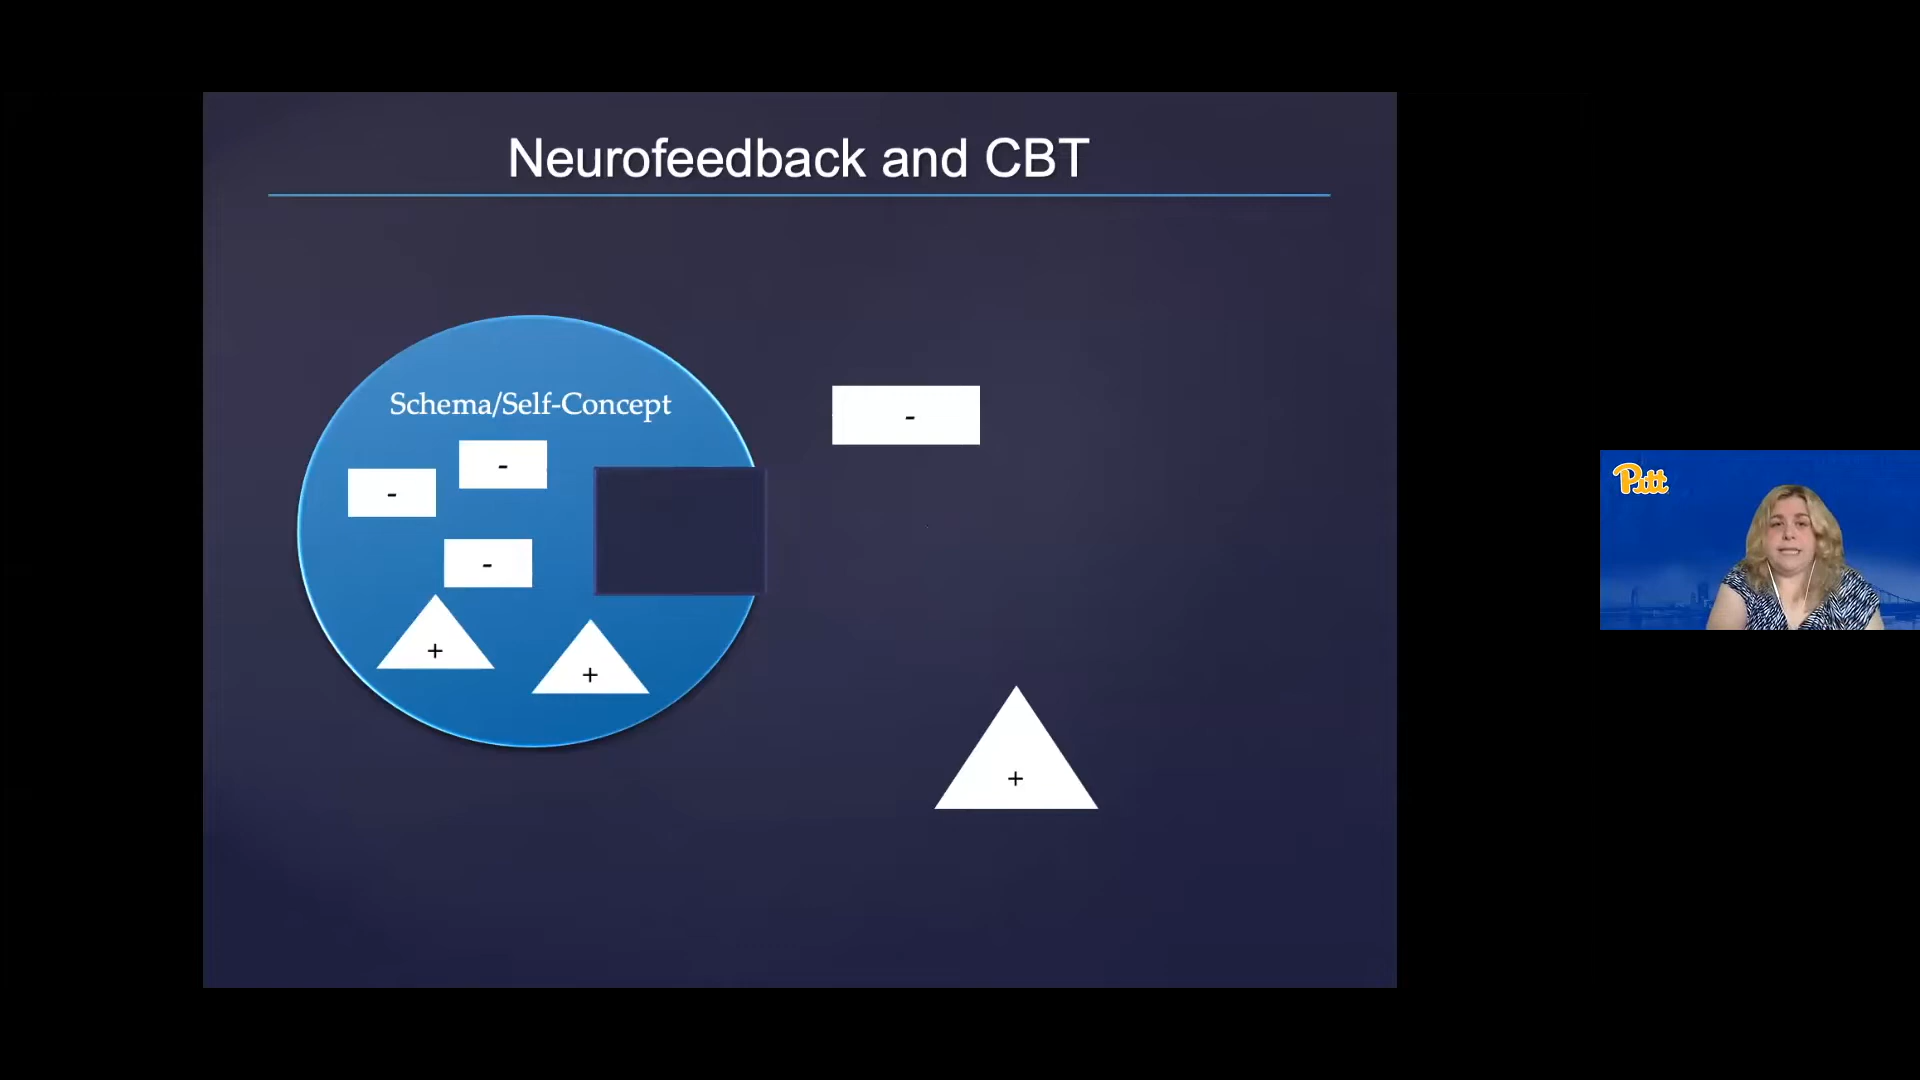 Neurofeedback and CBT
Schema/Self-Concept
-
-
-
-
+
+
+
Pitt